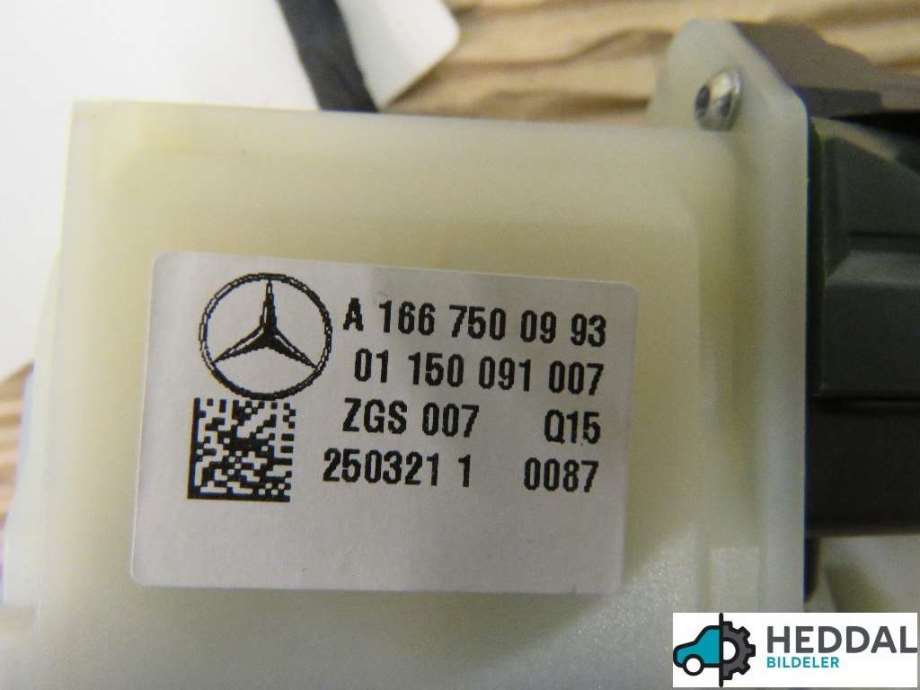 A 166 750 09 93
01 150 091 007
ZGS 007 Q15
250321 1 0087
HEDDAL
BILDELER